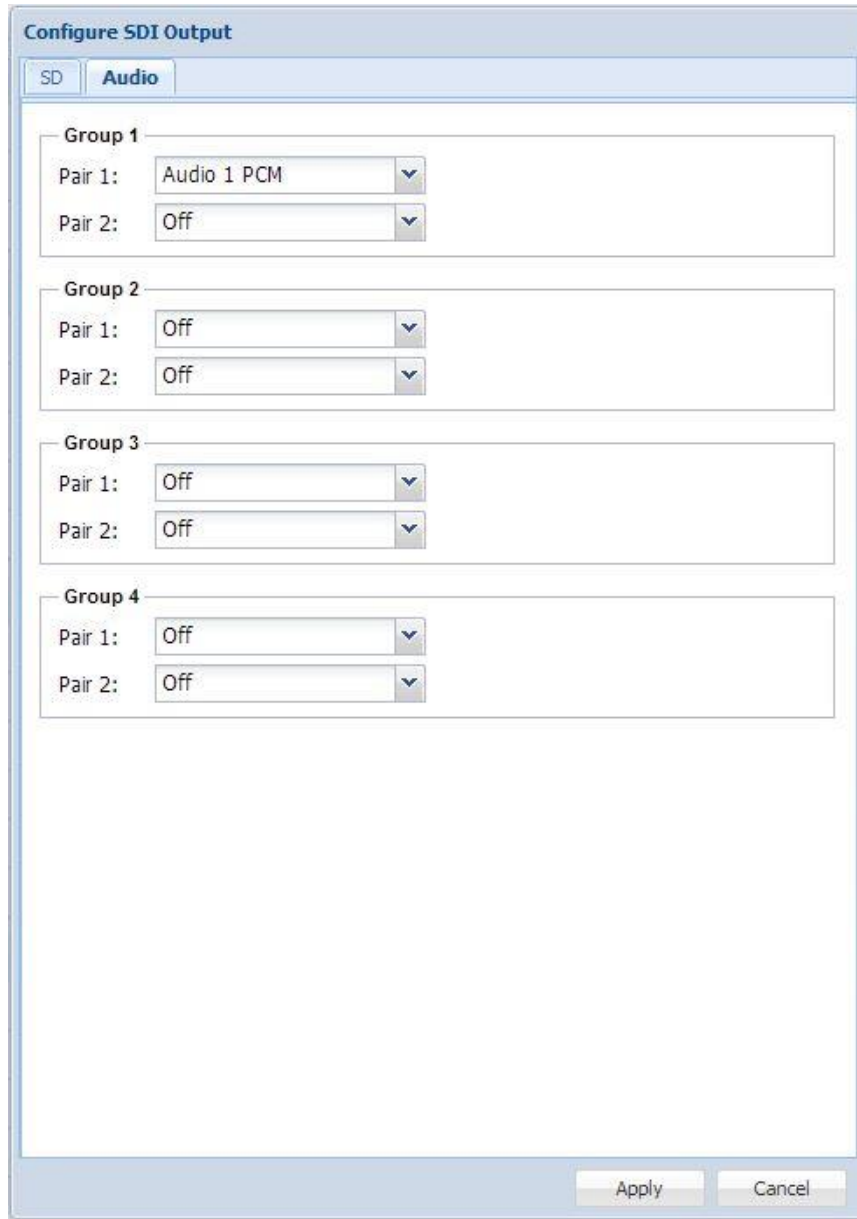 Configure SDI Output
SD Audio
Group 1
Pair 1: Audio 1 PCM
Pair 2: Off
Group 2
Pair 1: Off
Pair 2: Off
Group 3
Pair 1: Off
Pair 2: Off
Group 4
Pair 1: Off
Pair 2: Off
Apply Cancel